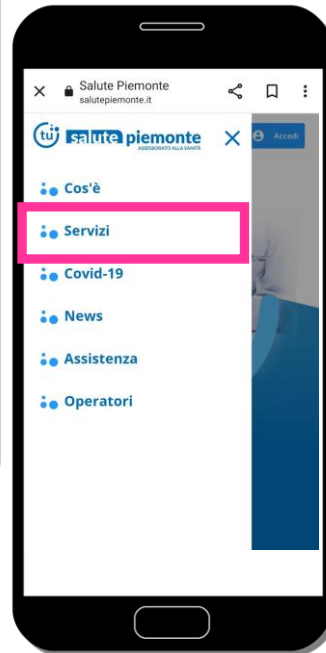 Salute Piemonte
salutepiemonte.it
tu salute piemonte
ASSESSORATO ALLA SANITÀ
Accedi
Cos'è
Servizi
Covid-19
News
Assistenza
Operatori